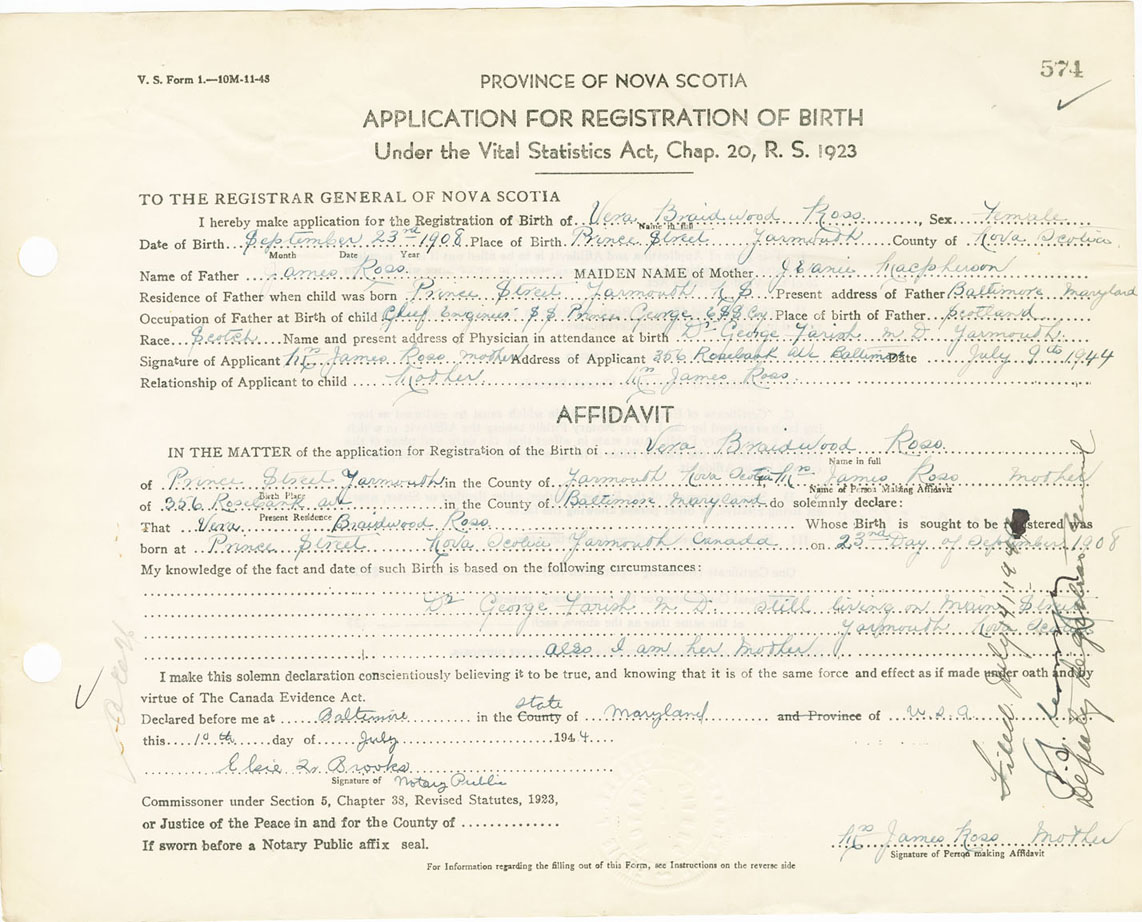 V. S. Form 1.—10M-11-43
574
PROVINCE OF NOVA SCOTIA
APPLICATION FOR REGISTRATION OF BIRTH
Under the Vital Statistics Act, Chap. 20, R. S. 1923
TO THE REGISTRAR GENERAL OF NOVA SCOTIA
I hereby make application for the Registration of Birth of Vera Braidwood Ross, Sex Female
Name in full
Date of Birth September 23rd 1908 Place of Birth Prince Street Yarmouth County of Nova Scotia
Month Date Year
Name of Father James Ross MAIDEN NAME of Mother Jeanie Macpherson
Residence of Father when child was born Prince Street Yarmouth N S Present address of Father Baltimore Maryland
Occupation of Father at Birth of child Chief Engineer S S Prince George Place of birth of Father Scotland
Race Scotch Name and present address of Physician in attendance at birth Dr George Farish M D Yarmouth
Signature of Applicant Mrs James Ross mother Address of Applicant 356 Rosebank ave Baltimore Date July 9th 1944
Relationship of Applicant to child Mother Mrs James Ross
AFFIDAVIT
IN THE MATTER of the application for Registration of the Birth of Vera Braidwood Ross
Name in full
of Prince Street Yarmouth in the County of Yarmouth Nova Scotia Mrs James Ross Mother
Birth Place Name of Person Making Affidavit
of 356 Rosebank ave in the County of Baltimore Maryland do solemnly declare:
Present Residence
That Vera Braidwood Ross Whose Birth is sought to be registered was
born at Prince Street Nova Scotia Yarmouth Canada on 23rd Day of September 1908
My knowledge of the fact and date of such Birth is based on the following circumstances:
Dr George Farish M. D. still living on Main Street
Yarmouth Nova Scotia
also I am her Mother
I make this solemn declaration conscientiously believing it to be true, and knowing that it is of the same force and effect as if made under oath and by
virtue of The Canada Evidence Act.
State
Declared before me at Baltimore in the County of Maryland and Province of U.S.A
this 10th day of July 1944
Elsie Brooks
Signature of Notary Public
Commissoner under Section 5, Chapter 38, Revised Statutes, 1923,
or Justice of the Peace in and for the County of
If sworn before a Notary Public affix seal.
Mrs James Ross Mother
Signature of Person making Affidavit
For Information regarding the filling out of this Form, see Instructions on the reverse side
Filed July 1944
Deputy Registrar General